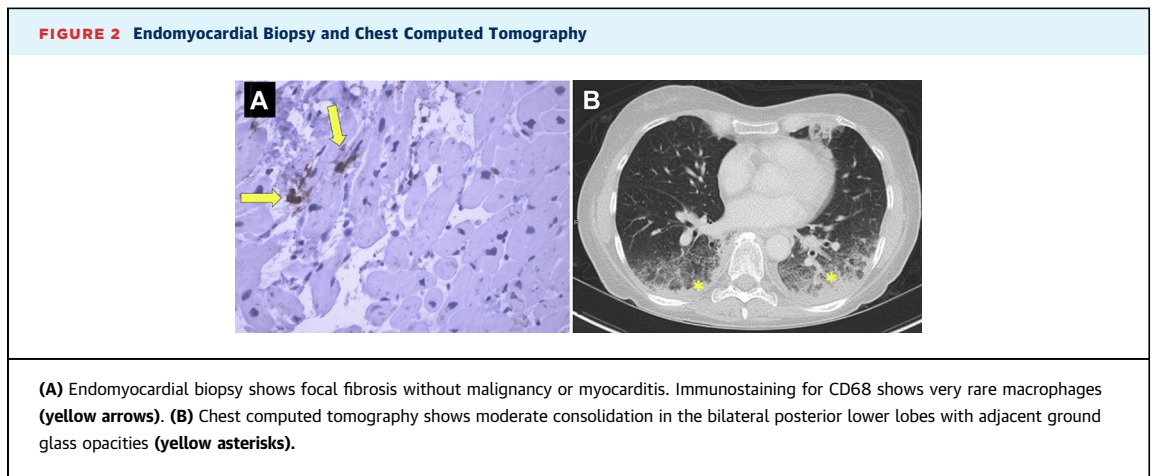 FIGURE 2 Endomyocardial Biopsy and Chest Computed Tomography
A
B
(A) Endomyocardial biopsy shows focal fibrosis without malignancy or myocarditis. Immunostaining for CD68 shows very rare macrophages
(yellow arrows). (B) Chest computed tomography shows moderate consolidation in the bilateral posterior lower lobes with adjacent ground
glass opacities (yellow asterisks).